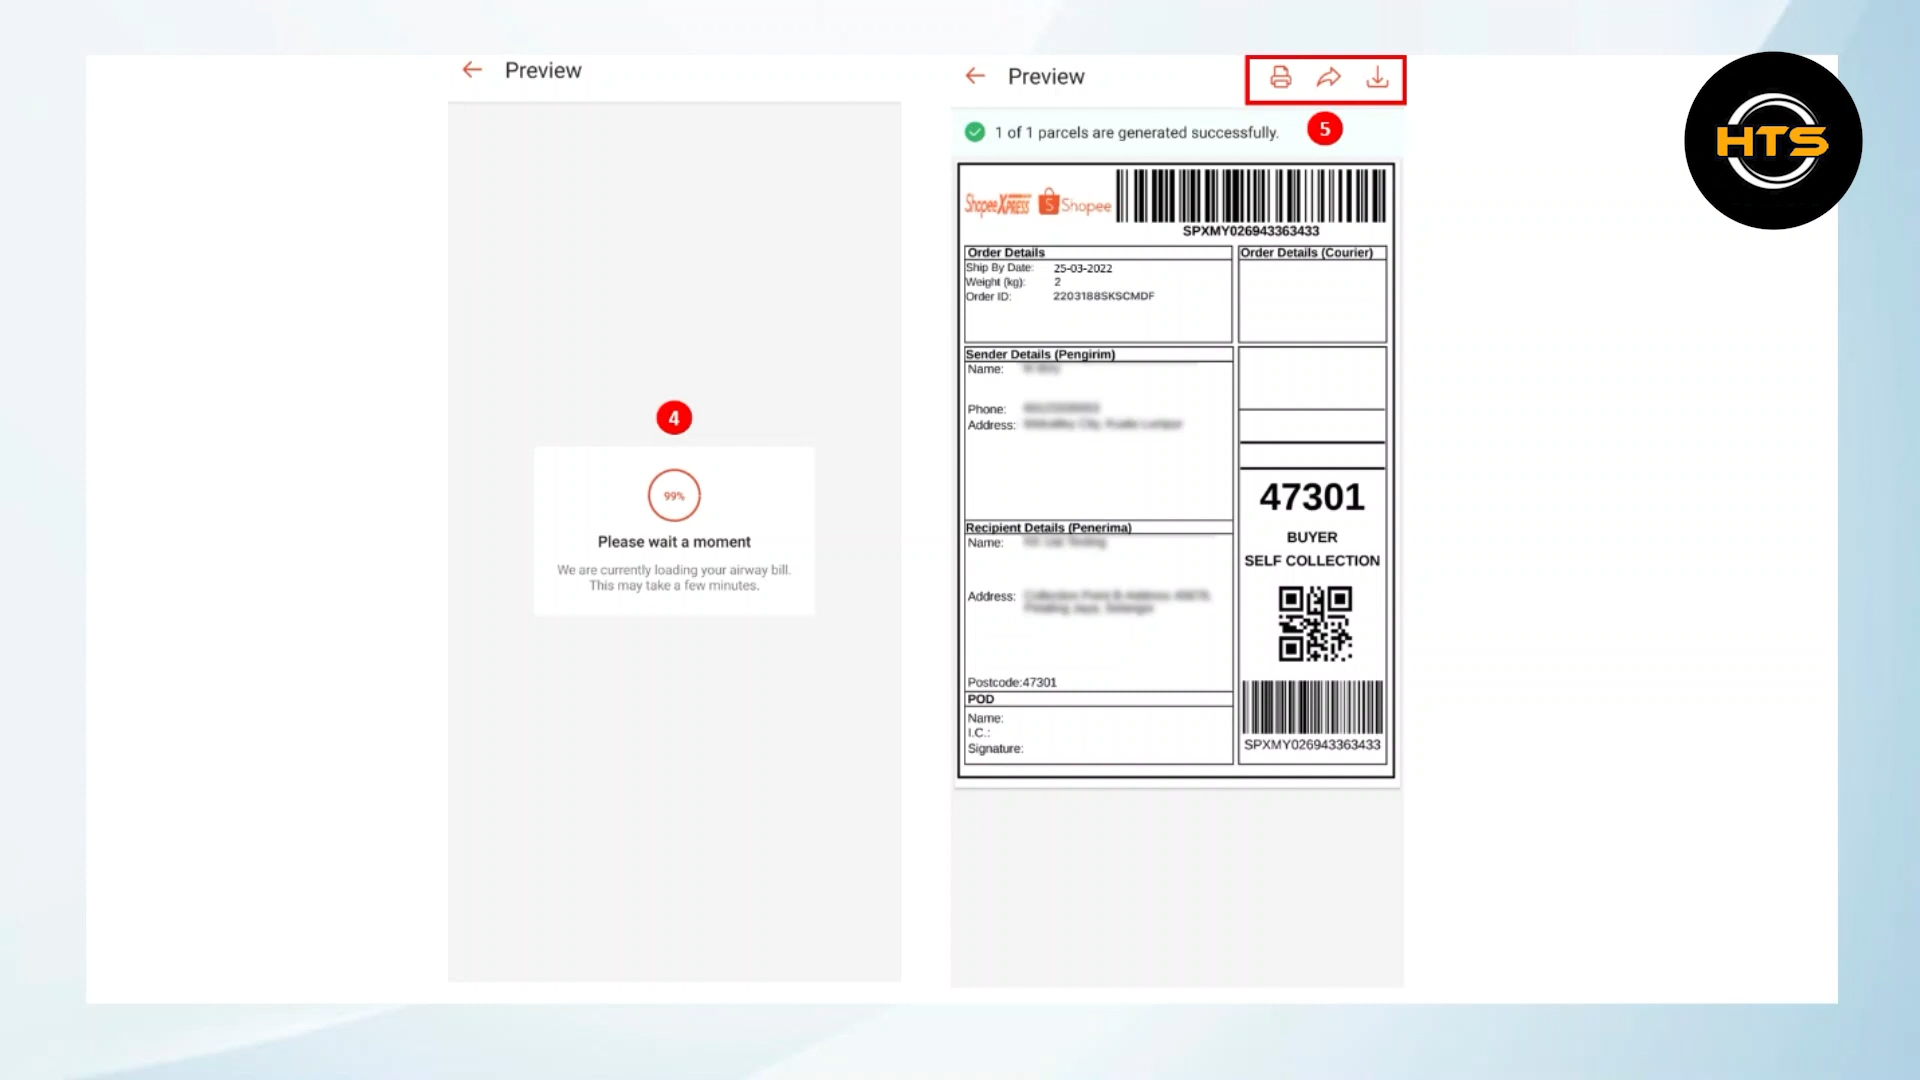 Preview
4
99%
Please wait a moment
We are currently loading your airway bill.
This may take a few minutes.
Preview
1 of 1 parcels are generated successfully.
5
Shopee XPRESS
S Shopee
SPXMY026943363433
Order Details
Ship By Date: 25-03-2022
Weight (kg): 2
Order ID: 2203188SKSCMDF
Order Details (Courier)
Sender Details (Pengirim)
Name:
Phone:
Address:
Recipient Details (Penerima)
Name:
Address:
Postcode:47301
POD
Name:
I.C.:
Signature:
47301
BUYER
SELF COLLECTION
SPXMY026943363433
HTS